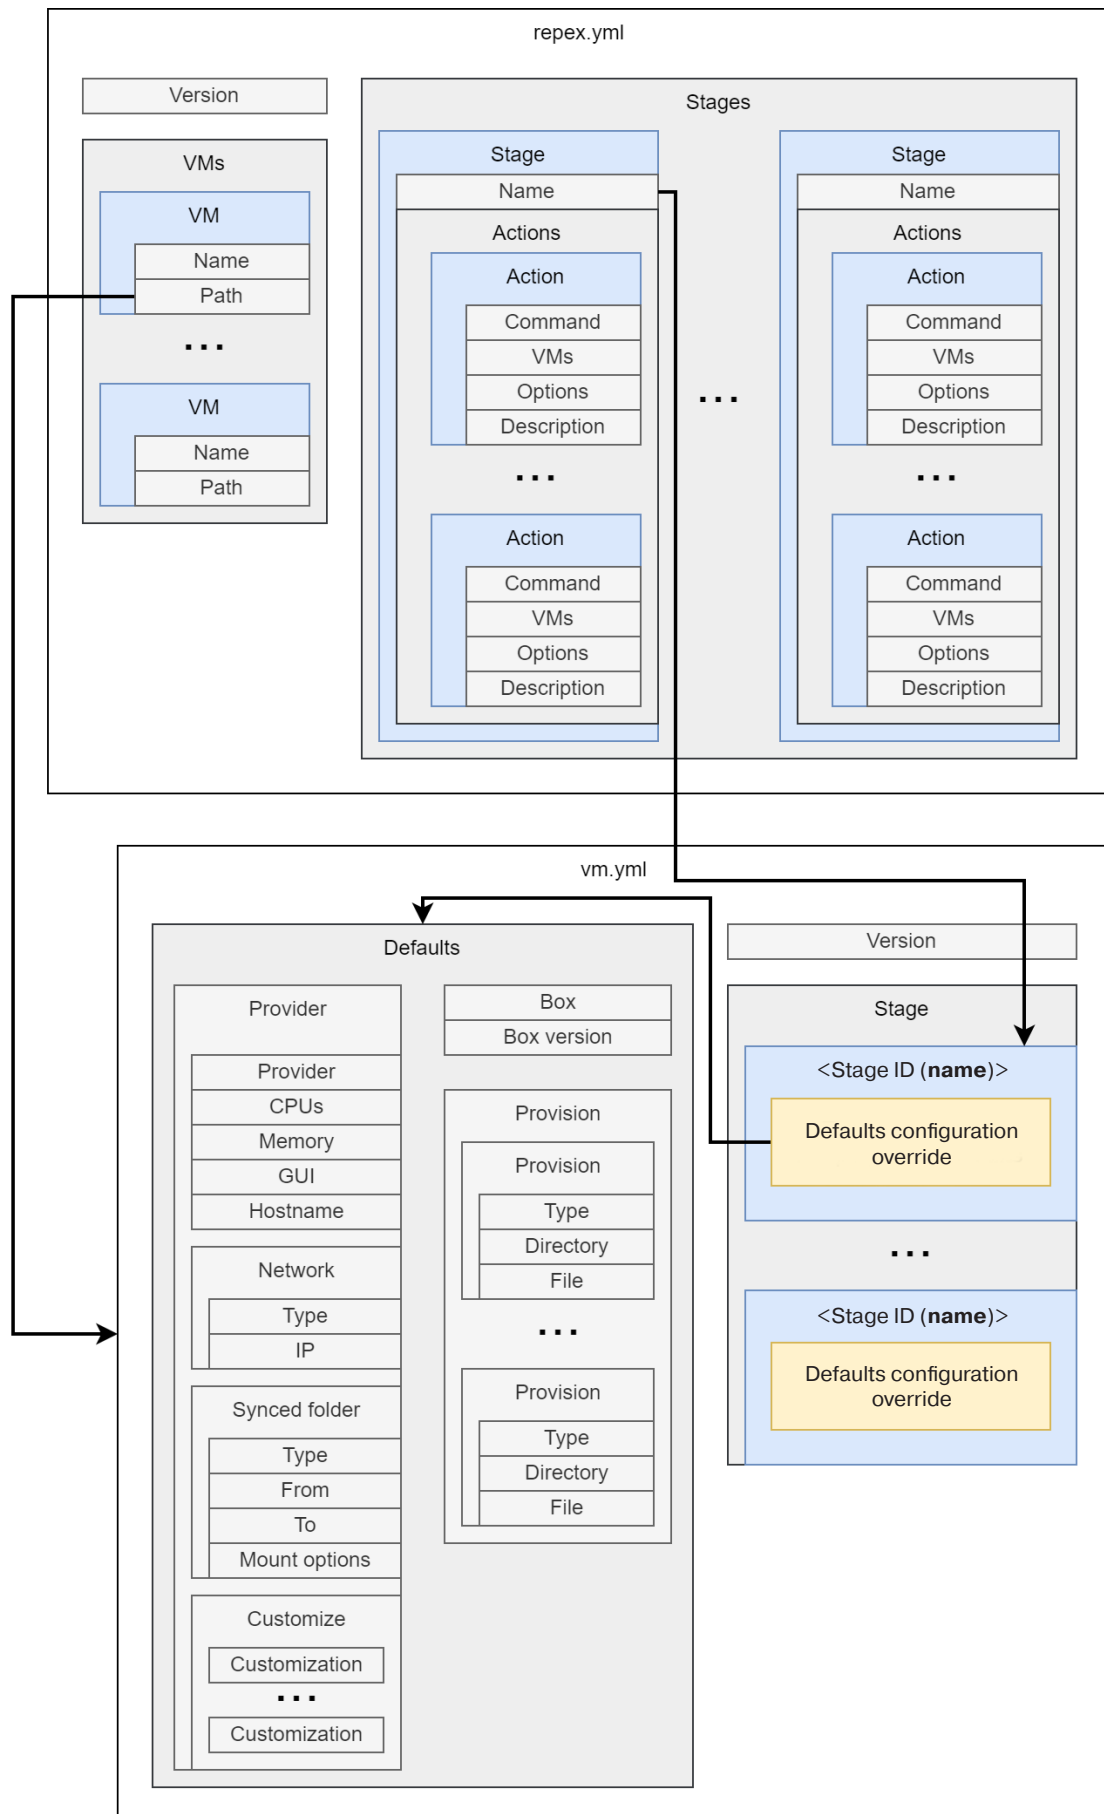 repex.yml
Version
VMs
VM
Name
Path
...
VM
Name
Path
Stages
Stage
Name
Actions
Action
Command
VMs
Options
Description
...
Action
Command
VMs
Options
Description
...
Stage
Name
Actions
Action
Command
VMs
Options
Description
...
Action
Command
VMs
Options
Description
vm.yml
Defaults
Provider
Provider
CPUs
Memory
GUI
Hostname
Network
Type
IP
Synced folder
Type
From
To
Mount options
Customize
Customization
...
Customization
Box
Box version
Provision
Provision
Type
Directory
File
...
Provision
Type
Directory
File
Version
Stage
<Stage ID (name)>
Defaults configuration
override
...
<Stage ID (name)>
Defaults configuration
override